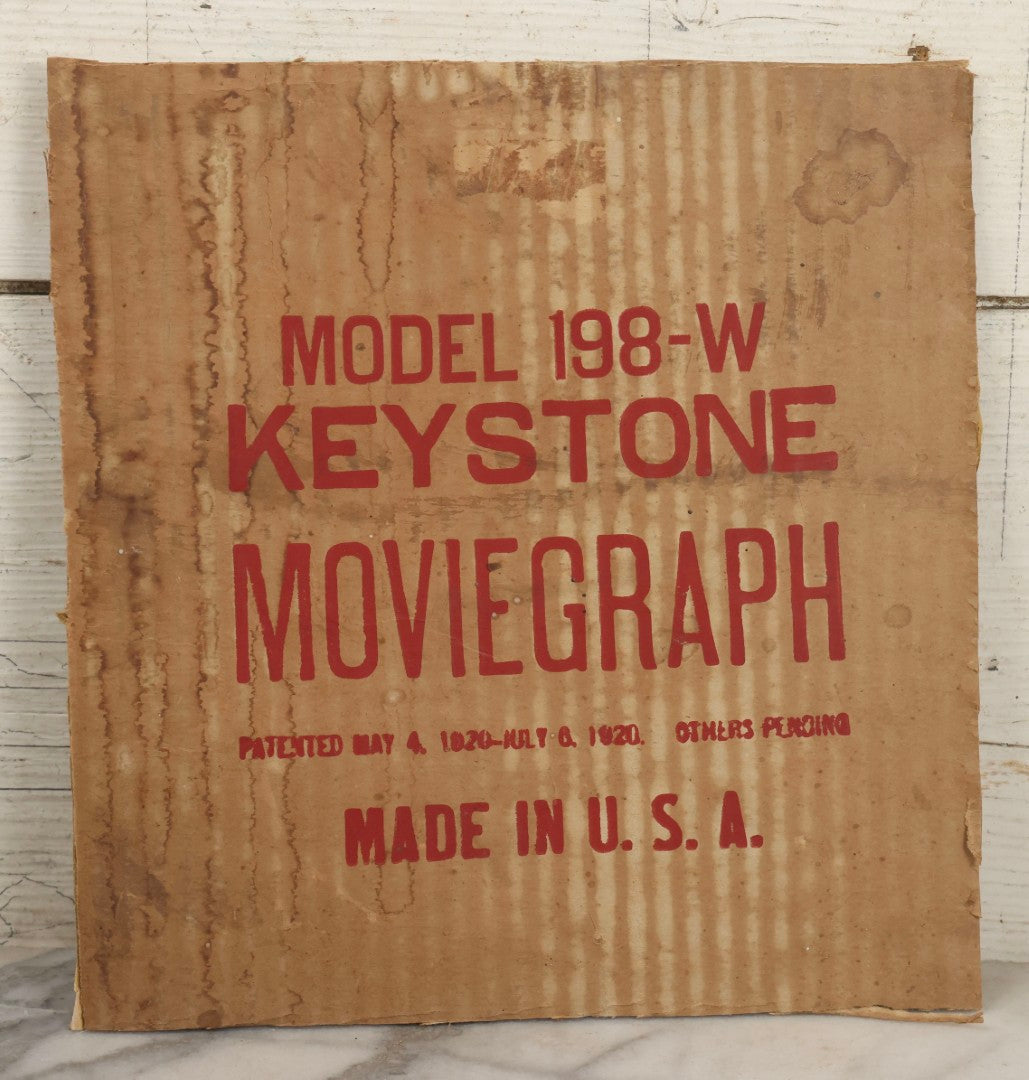 MODEL 198-W
KEYSTONE
MOVIEGRAPH
PATENTED MAY 4, 1920-JULY 6, 1920. OTHERS PENDING
MADE IN U. S. A.